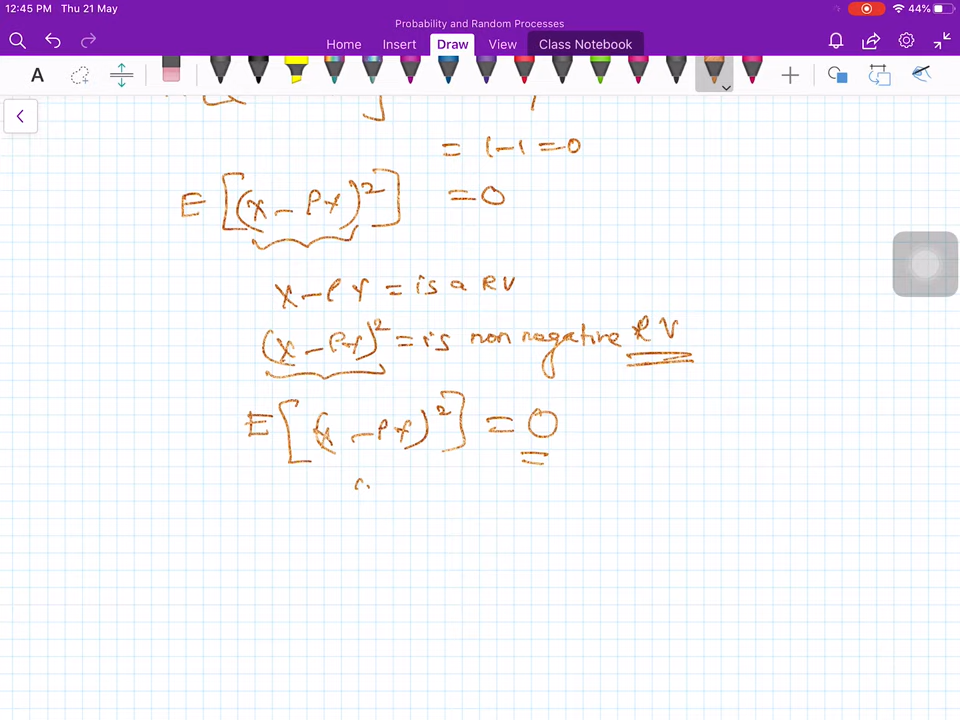 12:45 PM Thu 21 May 44%
Probability and Random Processes
Home Insert Draw View Class Notebook
A
= 1-1 = 0
E [(X - ρY)²] = 0
X - ρY = is a RV
(X - ρY)² = is non negative RV
E [(X - ρY)²] = 0